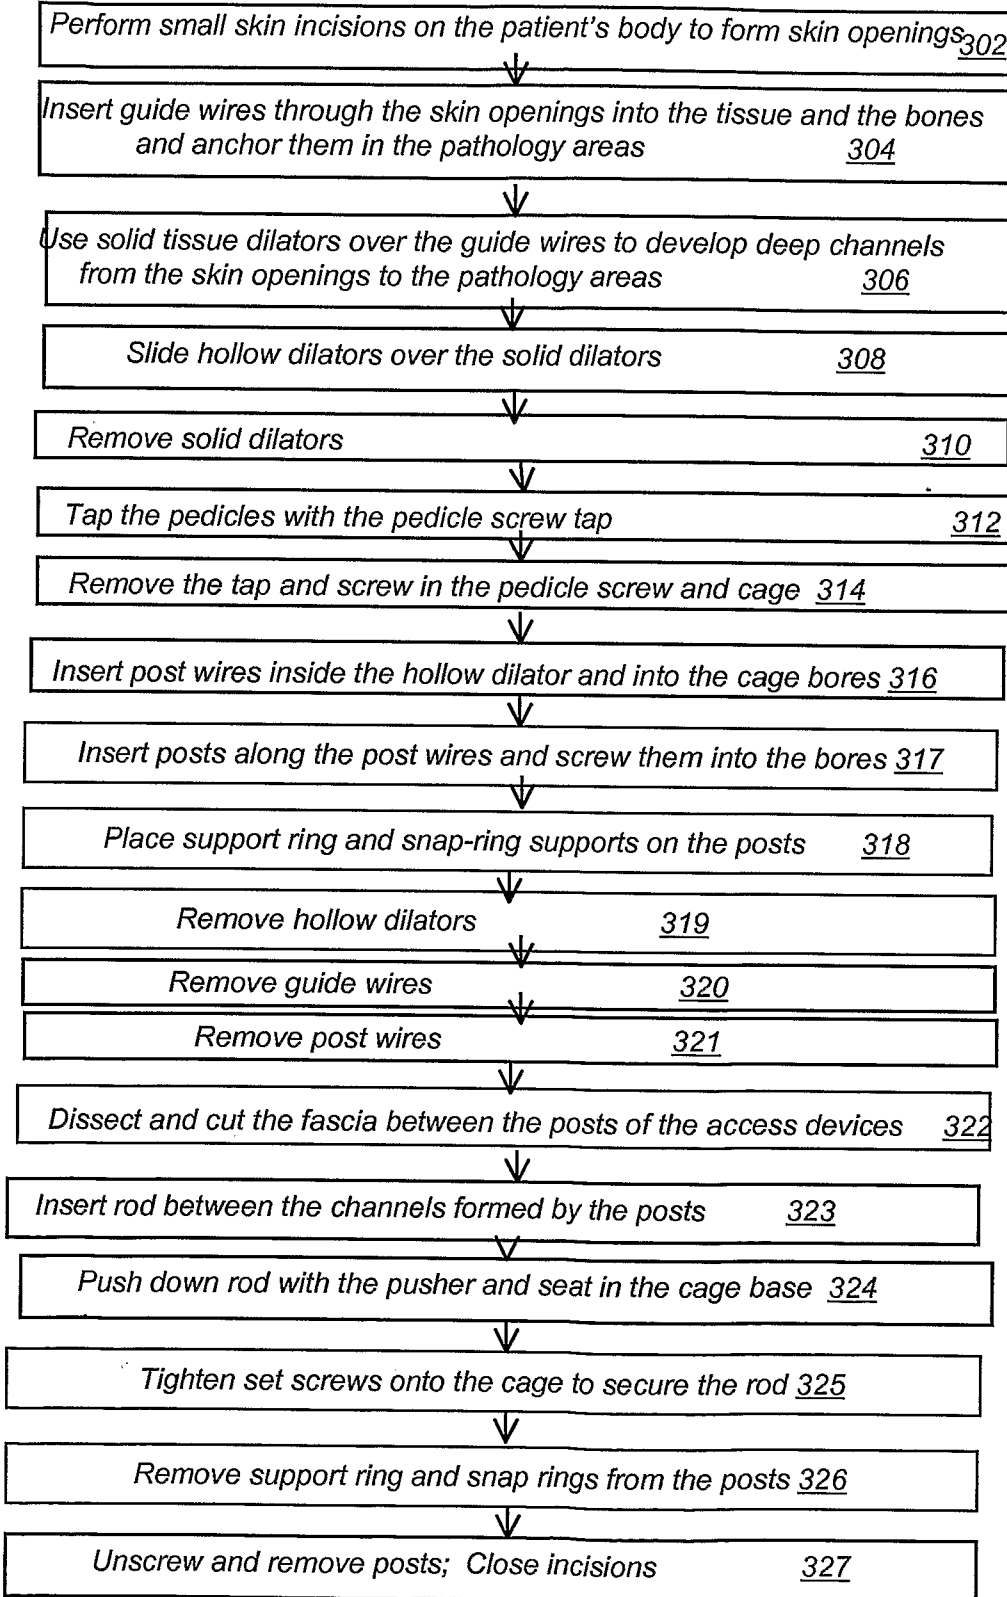 Perform small skin incisions on the patient's body to form skin openings 302
Insert guide wires through the skin openings into the tissue and the bones
and anchor them in the pathology areas 304
Use solid tissue dilators over the guide wires to develop deep channels
from the skin openings to the pathology areas 306
Slide hollow dilators over the solid dilators 308
Remove solid dilators 310
Tap the pedicles with the pedicle screw tap 312
Remove the tap and screw in the pedicle screw and cage 314
Insert post wires inside the hollow dilator and into the cage bores 316
Insert posts along the post wires and screw them into the bores 317
Place support ring and snap-ring supports on the posts 318
Remove hollow dilators 319
Remove guide wires 320
Remove post wires 321
Dissect and cut the fascia between the posts of the access devices 322
Insert rod between the channels formed by the posts 323
Push down rod with the pusher and seat in the cage base 324
Tighten set screws onto the cage to secure the rod 325
Remove support ring and snap rings from the posts 326
Unscrew and remove posts; Close incisions 327